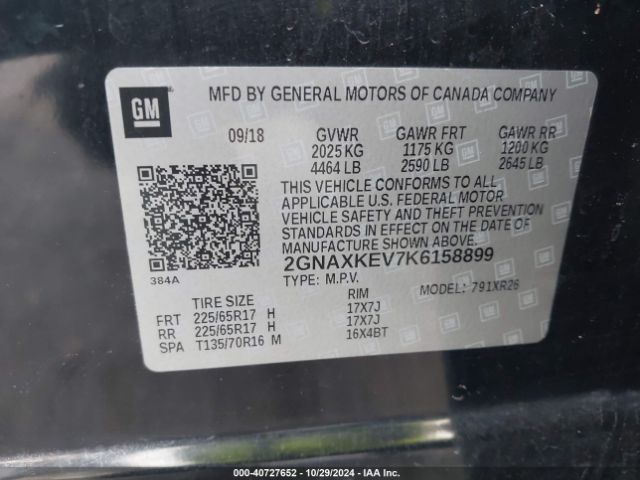 GM
MFD BY GENERAL MOTORS OF CANADA COMPANY
09/18 GVWR GAWR FRT GAWR RR
2025 KG 1175 KG 1200 KG
4464 LB 2590 LB 2645 LB
THIS VEHICLE CONFORMS TO ALL
APPLICABLE U.S. FEDERAL MOTOR
VEHICLE SAFETY AND THEFT PREVENTION
STANDARDS IN EFFECT ON THE DATE OF
MANUFACTURE SHOWN ABOVE.
2GNAXKEV7K6158899
384A
TYPE: M.P.V. MODEL: 791XR26
TIRE SIZE RIM
FRT 225/65R17 H 17X7J
RR 225/65R17 H 17X7J
SPA T135/70R16 M 16X4BT
000-40727652 - 10/29/2024 - IAA Inc.